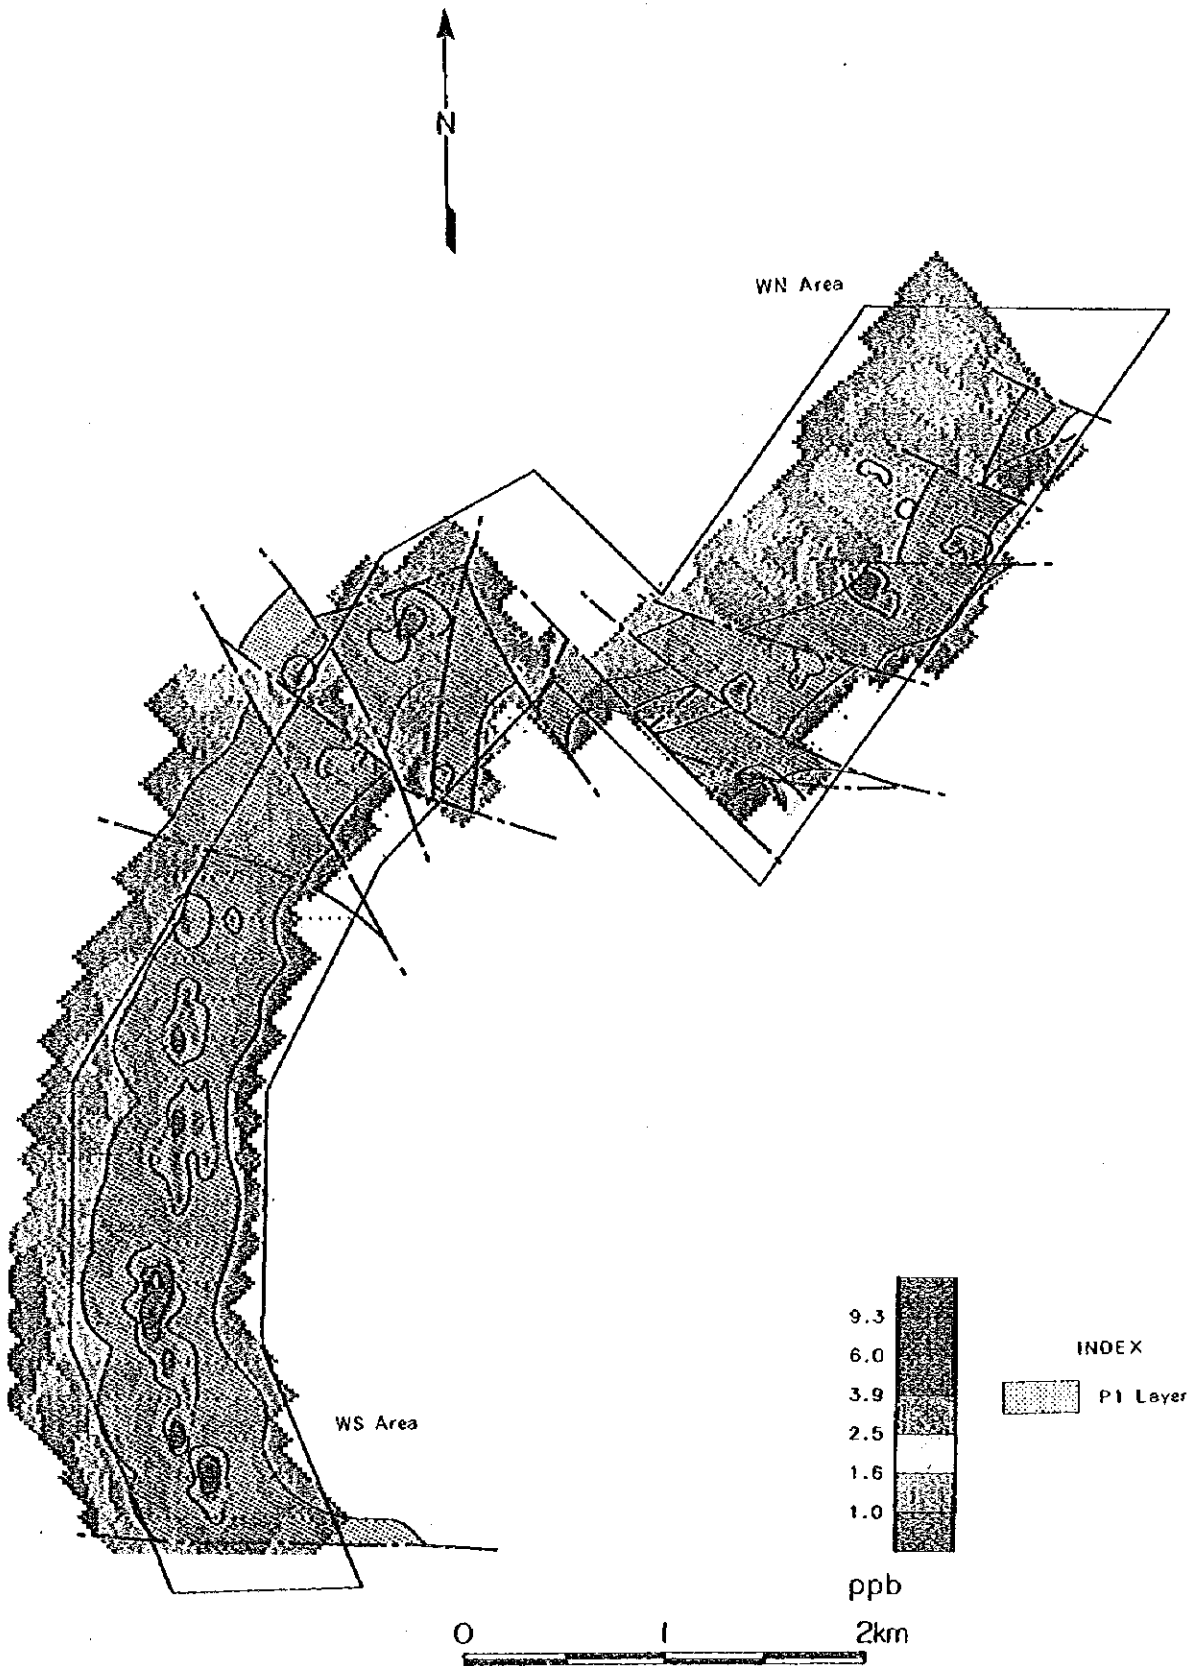 N
WN Area
WS Area
9.3
6.0
3.9
2.5
1.6
1.0
ppb
INDEX
P1 Layer
0 1 2km